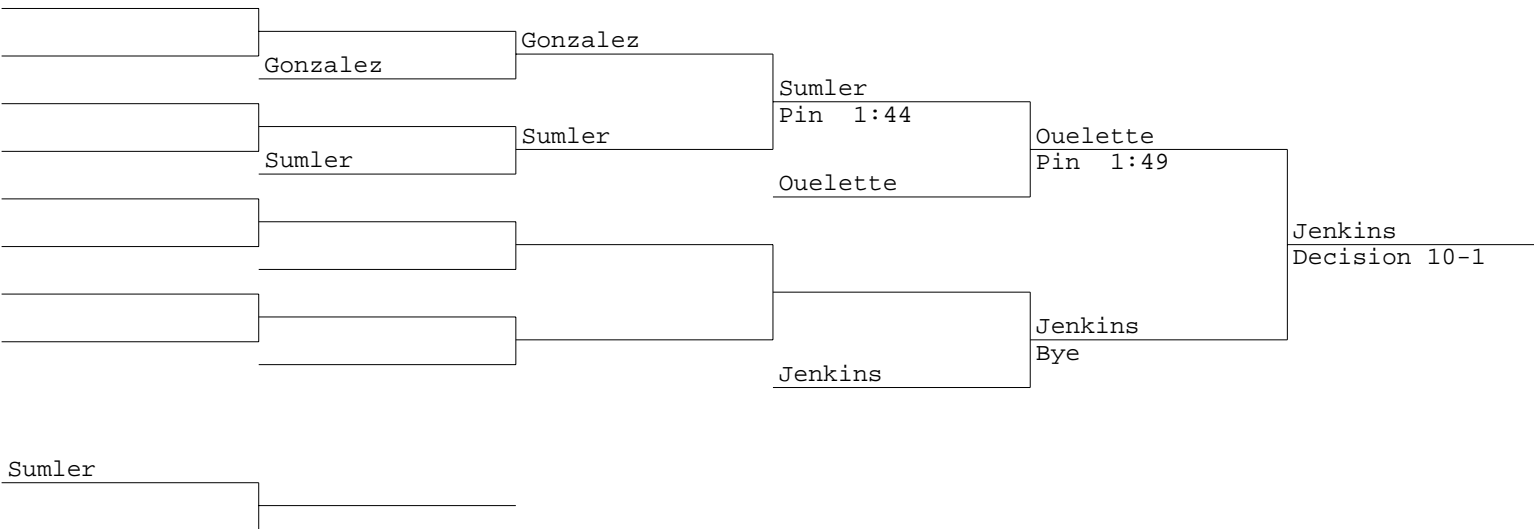 Gonzalez
Gonzalez
Sumler
Pin 1:44
Sumler
Sumler
Ouelette
Pin 1:49
Ouelette
Jenkins
Decision 10-1
Jenkins
Bye
Jenkins
Sumler